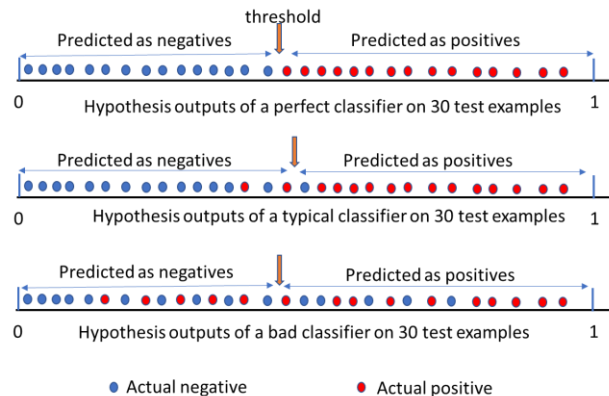 threshold
Predicted as negatives Predicted as positives
0 1
Hypothesis outputs of a perfect classifier on 30 test examples
Predicted as negatives Predicted as positives
0 1
Hypothesis outputs of a typical classifier on 30 test examples
Predicted as negatives Predicted as positives
0 1
Hypothesis outputs of a bad classifier on 30 test examples
Actual negative Actual positive